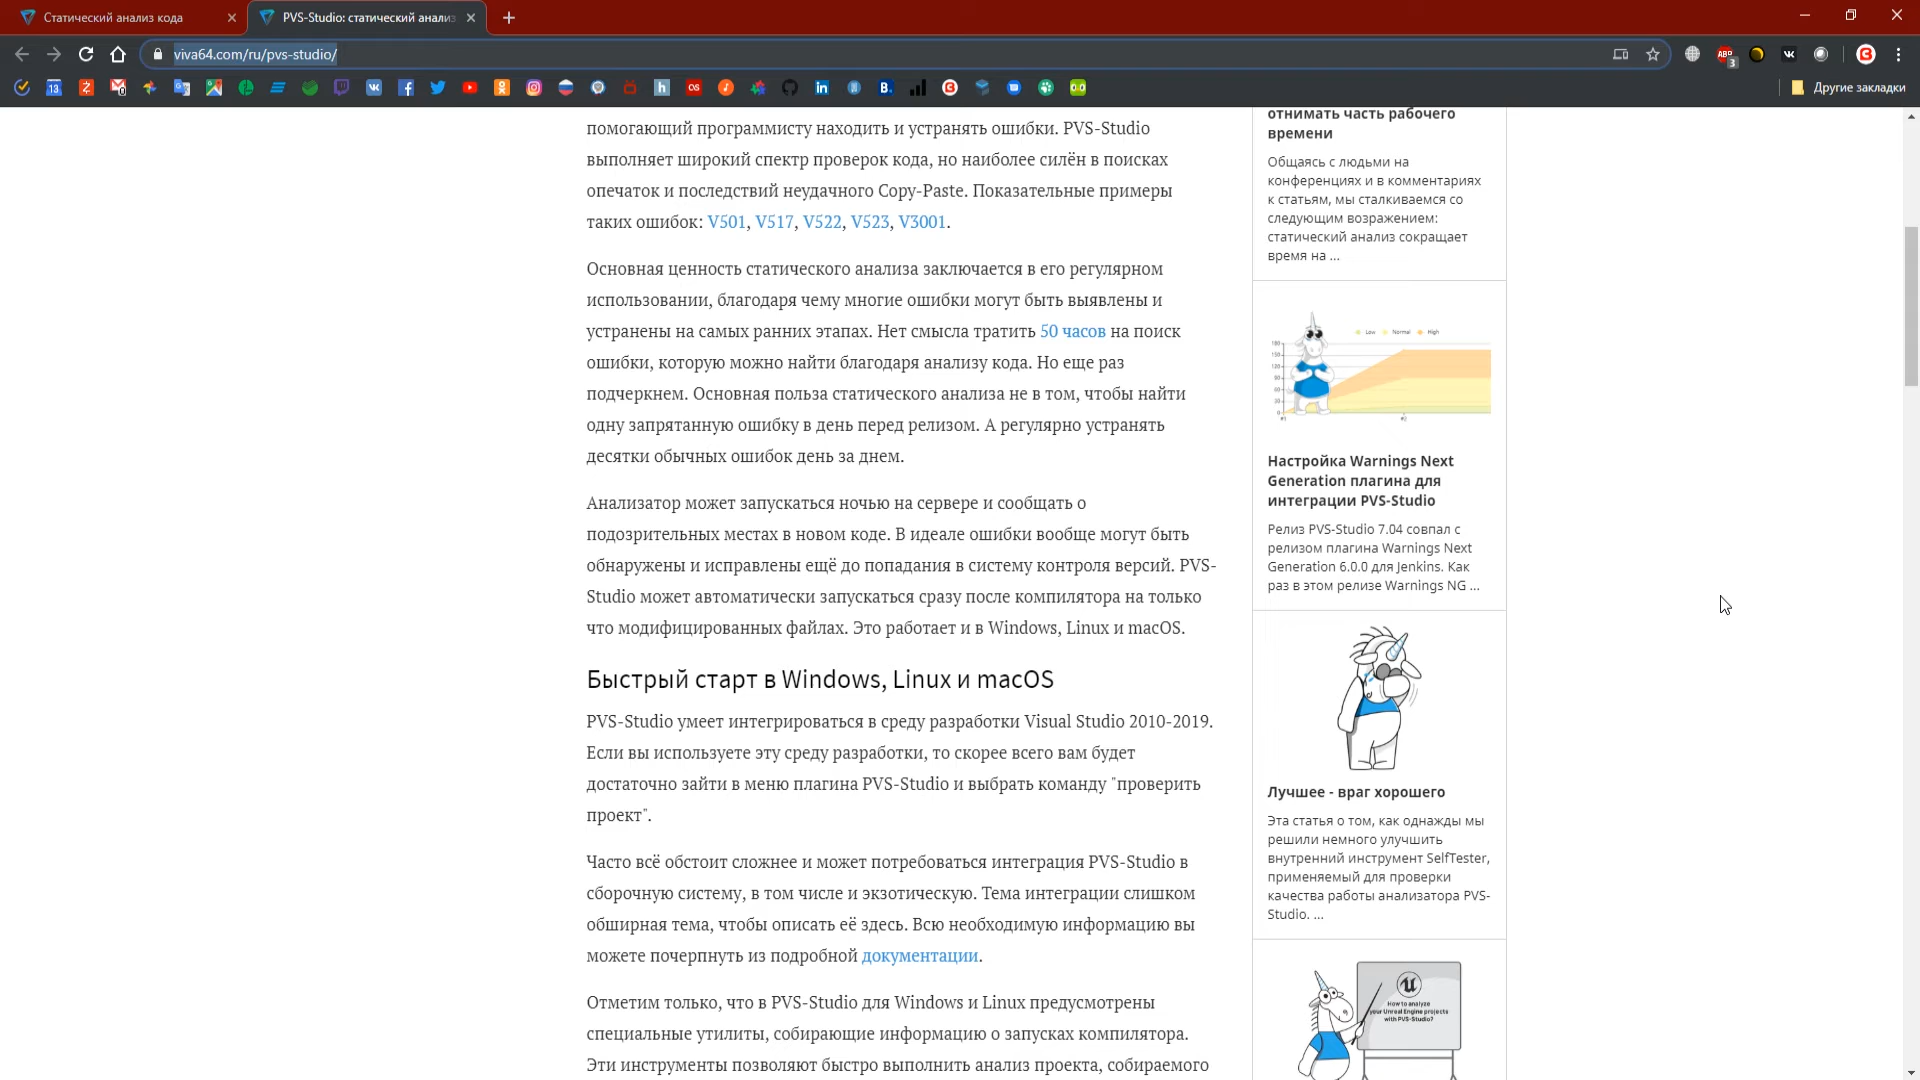 Статический анализ кода
PVS-Studio: статический анализ
viva64.com/ru/pvs-studio/
Другие закладки
помогающий программисту находить и устранять ошибки. PVS-Studio
выполняет широкий спектр проверок кода, но наиболее силён в поисках
опечаток и последствий неудачного Copy-Paste. Показательные примеры
таких ошибок: V501, V517, V522, V523, V3001.
Основная ценность статического анализа заключается в его регулярном
использовании, благодаря чему многие ошибки могут быть выявлены и
устранены на самых ранних этапах. Нет смысла тратить 50 часов на поиск
ошибки, которую можно найти благодаря анализу кода. Но еще раз
подчеркнем. Основная польза статического анализа не в том, чтобы найти
одну запрятанную ошибку в день перед релизом. А регулярно устранять
десятки обычных ошибок день за днем.
Анализатор может запускаться ночью на сервере и сообщать о
подозрительных местах в новом коде. В идеале ошибки вообще могут быть
обнаружены и исправлены ещё до попадания в систему контроля версий. PVS-
Studio может автоматически запускаться сразу после компилятора на только
что модифицированных файлах. Это работает и в Windows, Linux и macOS.
Быстрый старт в Windows, Linux и macOS
PVS-Studio умеет интегрироваться в среду разработки Visual Studio 2010-2019.
Если вы используете эту среду разработки, то скорее всего вам будет
достаточно зайти в меню плагина PVS-Studio и выбрать команду "проверить
проект".
Часто всё обстоит сложнее и может потребоваться интеграция PVS-Studio в
сборочную систему, в том числе и экзотическую. Тема интеграции слишком
обширная тема, чтобы описать её здесь. Всю необходимую информацию вы
можете почерпнуть из подробной документации.
Отметим только, что в PVS-Studio для Windows и Linux предусмотрены
специальные утилиты, собирающие информацию о запусках компилятора.
Эти инструменты позволяют быстро выполнить анализ проекта, собираемого
отнимать часть рабочего
времени
Общаясь с людьми на
конференциях и в комментариях
к статьям, мы сталкиваемся со
следующим возражением:
статический анализ сокращает
время на ...
Low Normal High
180
150
120
90
60
30
0
#1 #2
Настройка Warnings Next
Generation плагина для
интеграции PVS-Studio
Релиз PVS-Studio 7.04 совпал с
релизом плагина Warnings Next
Generation 6.0.0 для Jenkins. Как
раз в этом релизе Warnings NG ...
Лучшее - враг хорошего
Эта статья о том, как однажды мы
решили немного улучшить
внутренний инструмент SelfTester,
применяемый для проверки
качества работы анализатора PVS-
Studio. ...
How to analyze
your Unreal Engine projects
with PVS-Studio?